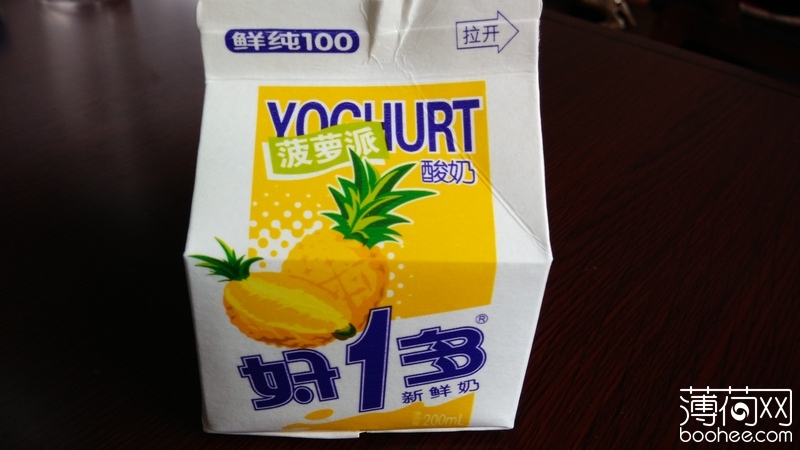 鲜纯100
拉开
YOGHURT
菠萝派
酸奶
好1多®
新鲜奶
200mL
薄荷网
boohee.com